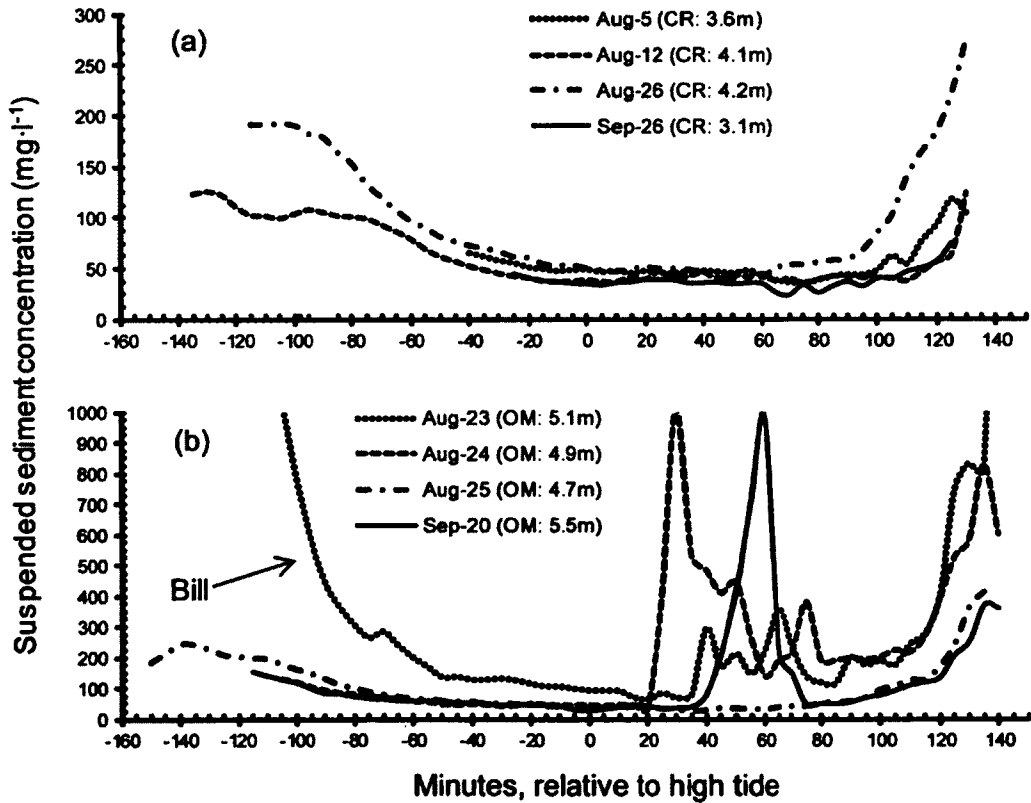 Suspended sediment concentration (mg·l⁻¹)
(a)
Aug-5 (CR: 3.6m)
Aug-12 (CR: 4.1m)
Aug-26 (CR: 4.2m)
Sep-26 (CR: 3.1m)
300
250
200
150
100
50
0
-160 -140 -120 -100 -80 -60 -40 -20 0 20 40 60 80 100 120 140
(b)
Aug-23 (OM: 5.1m)
Aug-24 (OM: 4.9m)
Aug-25 (OM: 4.7m)
Sep-20 (OM: 5.5m)
Bill
1000
900
800
700
600
500
400
300
200
100
0
-160 -140 -120 -100 -80 -60 -40 -20 0 20 40 60 80 100 120 140
Minutes, relative to high tide